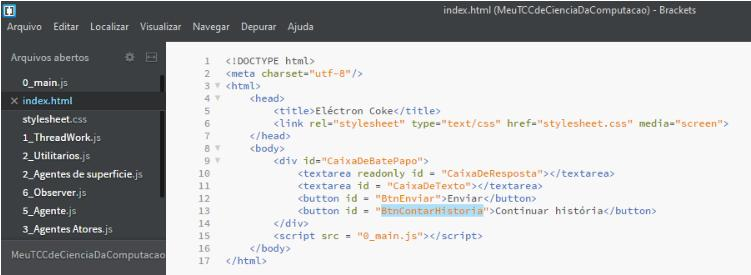 index.html (MeuTCCdeCienciaDaComputacao) - Brackets
Arquivo Editar Localizar Visualizar Navegar Depurar Ajuda
Arquivos abertos
0_main.js
× index.html
stylesheet.css
1_ThreadWork.js
2_Utilitarios.js
2_Agentes de superficie.js
6_Observer.js
5_Agente.js
3_Agentes Atores.js
MeuTCCdeCienciaDaComputacao
1 <!DOCTYPE html>
2 <meta charset="utf-8"/>
3 <html>
4 <head>
5 <title>Eléctron Coke</title>
6 <link rel="stylesheet" type="text/css" href="stylesheet.css" media="screen">
7 </head>
8 <body>
9 <div id="CaixaDeBatePapo">
10 <textarea readonly id = "CaixaDeResposta"></textarea>
11 <textarea id = "CaixaDeTexto"></textarea>
12 <button id = "BtnEnviar">Enviar</button>
13 <button id = "BtnContarHistoria">Continuar história</button>
14 </div>
15 <script src = "0_main.js"></script>
16 </body>
17 </html>